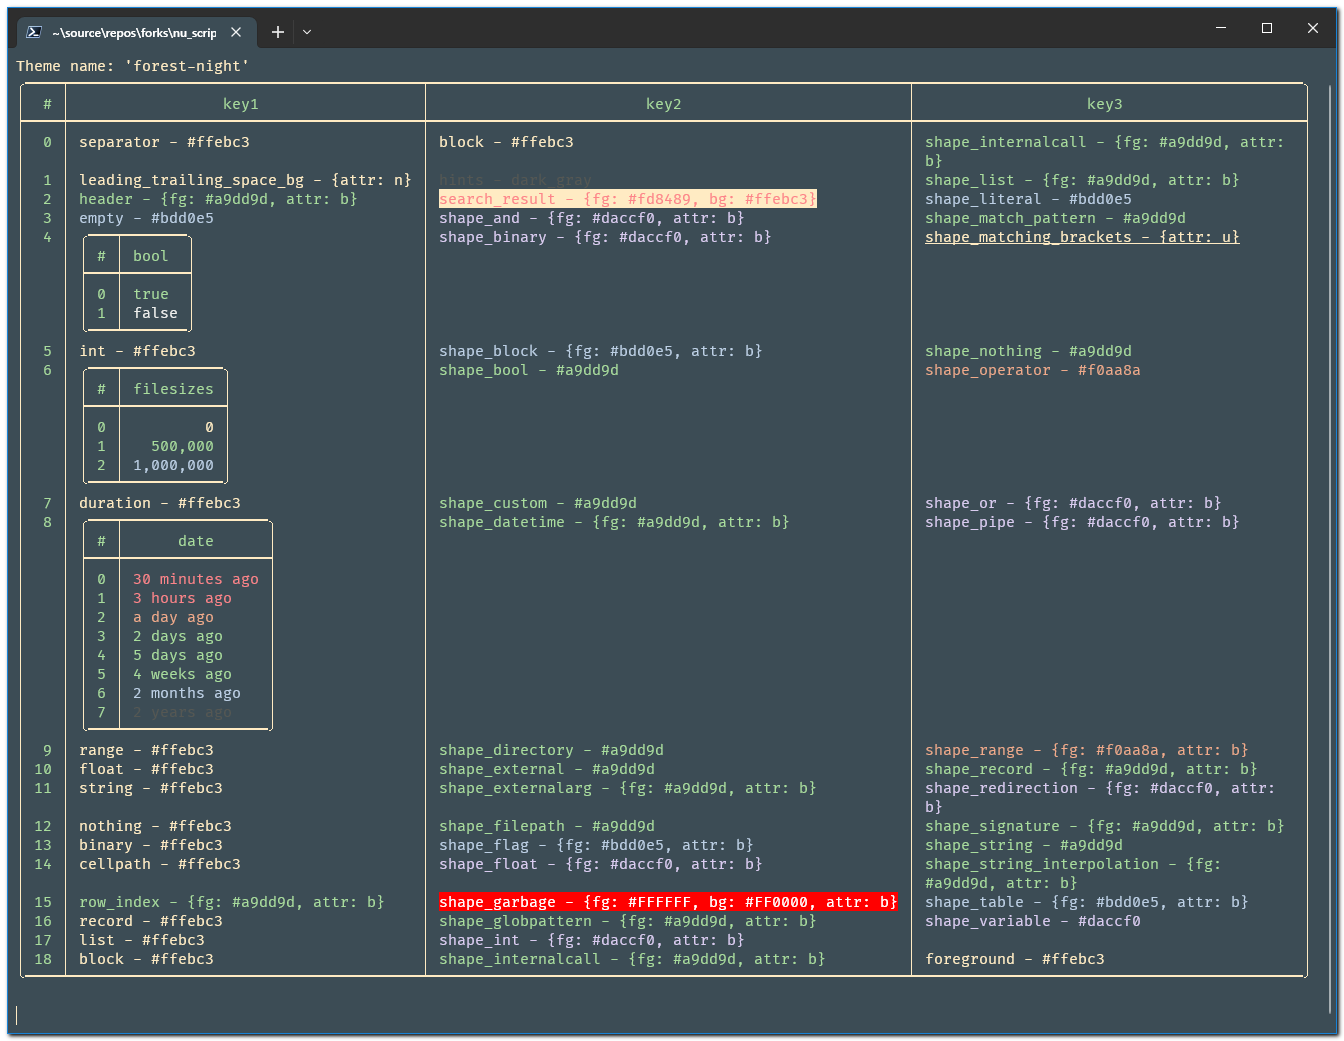 ~\source\repos\forks\nu_scrip
Theme name: 'forest-night'
# key1 key2 key3
0 separator - #ffebc3 block - #ffebc3 shape_internalcall - {fg: #a9dd9d, attr:
b}
1 leading_trailing_space_bg - {attr: n} hints - dark_gray shape_list - {fg: #a9dd9d, attr: b}
2 header - {fg: #a9dd9d, attr: b} search_result - {fg: #fd8489, bg: #ffebc3} shape_literal - #bdd0e5
3 empty - #bdd0e5 shape_and - {fg: #daccf0, attr: b} shape_match_pattern - #a9dd9d
4 shape_binary - {fg: #daccf0, attr: b} shape_matching_brackets - {attr: u}
# bool
0 true
1 false
5 int - #ffebc3 shape_block - {fg: #bdd0e5, attr: b} shape_nothing - #a9dd9d
6 shape_bool - #a9dd9d shape_operator - #f0aa8a
# filesizes
0 0
1 500,000
2 1,000,000
7 duration - #ffebc3 shape_custom - #a9dd9d shape_or - {fg: #daccf0, attr: b}
8 shape_datetime - {fg: #a9dd9d, attr: b} shape_pipe - {fg: #daccf0, attr: b}
# date
0 30 minutes ago
1 3 hours ago
2 a day ago
3 2 days ago
4 5 days ago
5 4 weeks ago
6 2 months ago
7 2 years ago
9 range - #ffebc3 shape_directory - #a9dd9d shape_range - {fg: #f0aa8a, attr: b}
10 float - #ffebc3 shape_external - #a9dd9d shape_record - {fg: #a9dd9d, attr: b}
11 string - #ffebc3 shape_externalarg - {fg: #a9dd9d, attr: b} shape_redirection - {fg: #daccf0, attr:
b}
12 nothing - #ffebc3 shape_filepath - #a9dd9d shape_signature - {fg: #a9dd9d, attr: b}
13 binary - #ffebc3 shape_flag - {fg: #bdd0e5, attr: b} shape_string - #a9dd9d
14 cellpath - #ffebc3 shape_float - {fg: #daccf0, attr: b} shape_string_interpolation - {fg:
#a9dd9d, attr: b}
15 row_index - {fg: #a9dd9d, attr: b} shape_garbage - {fg: #FFFFFF, bg: #FF0000, attr: b} shape_table - {fg: #bdd0e5, attr: b}
16 record - #ffebc3 shape_globpattern - {fg: #a9dd9d, attr: b} shape_variable - #daccf0
17 list - #ffebc3 shape_int - {fg: #daccf0, attr: b}
18 block - #ffebc3 shape_internalcall - {fg: #a9dd9d, attr: b} foreground - #ffebc3